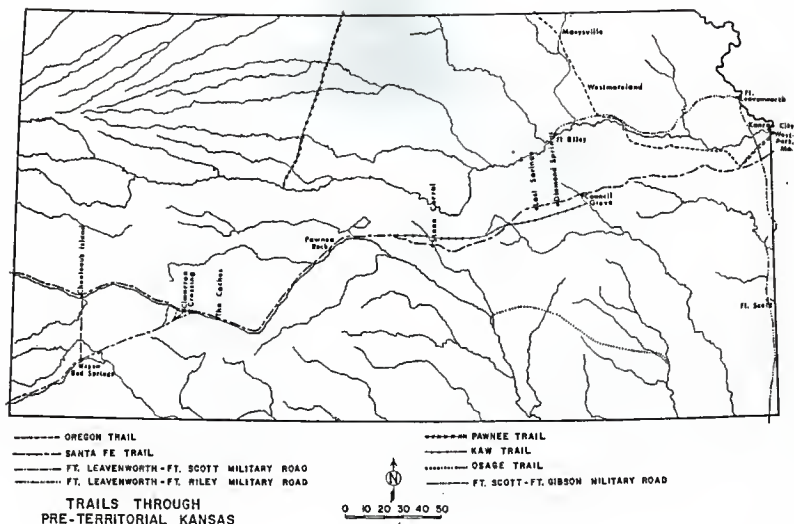 Marysville
Westmoreland
Ft.
Leavenworth
Kansas City
West-
Port,
Mo.
Ft Riley
Lost Springs
Diamond Springs
Council
Grove
Stone Corral
Pawnee
Rock
Chouteau's Island
Cimarron
Crossing
The Caches
Ft. Scott
Wagon
Bed Springs
OREGON TRAIL
SANTA FE TRAIL
FT. LEAVENWORTH - FT. SCOTT MILITARY ROAD
FT. LEAVENWORTH - FT. RILEY MILITARY ROAD
PAWNEE TRAIL
KAW TRAIL
OSAGE TRAIL
FT. SCOTT - FT. GIBSON MILITARY ROAD
TRAILS THROUGH
PRE-TERRITORIAL KANSAS
N
0 10 20 30 40 50